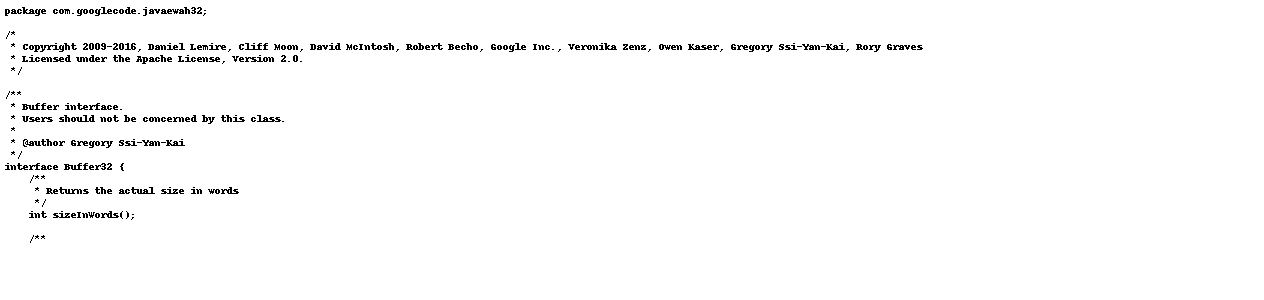 package com.googlecode.javaewah32;

/*
 * Copyright 2009-2016, Daniel Lemire, Cliff Moon, David McIntosh, Robert Becho, Google Inc., Veronika Zenz, Owen Kaser, Gregory Ssi-Yan-Kai, Rory Graves
 * Licensed under the Apache License, Version 2.0.
 */

/**
 * Buffer interface.
 * Users should not be concerned by this class.
 *
 * @author Gregory Ssi-Yan-Kai
 */
interface Buffer32 {
    /**
     * Returns the actual size in words
     */
    int sizeInWords();

    /**